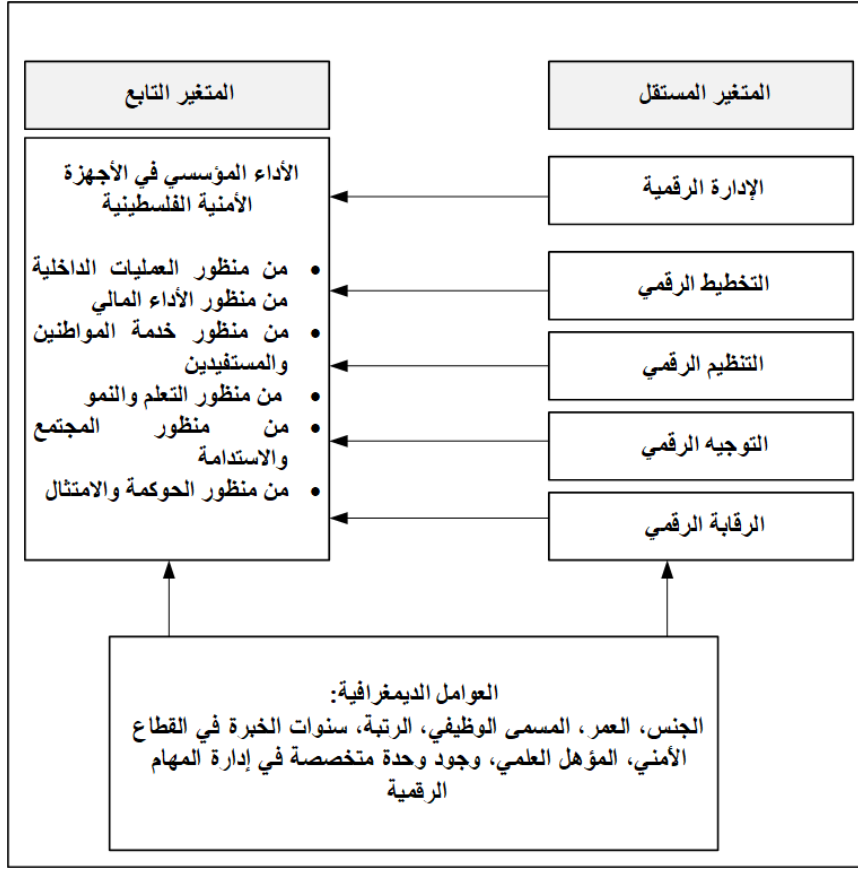 المتغير المستقل
المتغير التابع
الإدارة الرقمية
التخطيط الرقمي
التنظيم الرقمي
التوجيه الرقمي
الرقابة الرقمي
الأداء المؤسسي في الأجهزة
الأمنية الفلسطينية
• من منظور العمليات الداخلية
من منظور الأداء المالي
• من منظور خدمة المواطنين
والمستفيدين
• من منظور التعلم والنمو
• من منظور المجتمع
والاستدامة
• من منظور الحوكمة والامتثال
العوامل الديمغرافية:
الجنس، العمر، المسمى الوظيفي، الرتبة، سنوات الخبرة في القطاع
الأمني، المؤهل العلمي، وجود وحدة متخصصة في إدارة المهام
الرقمية